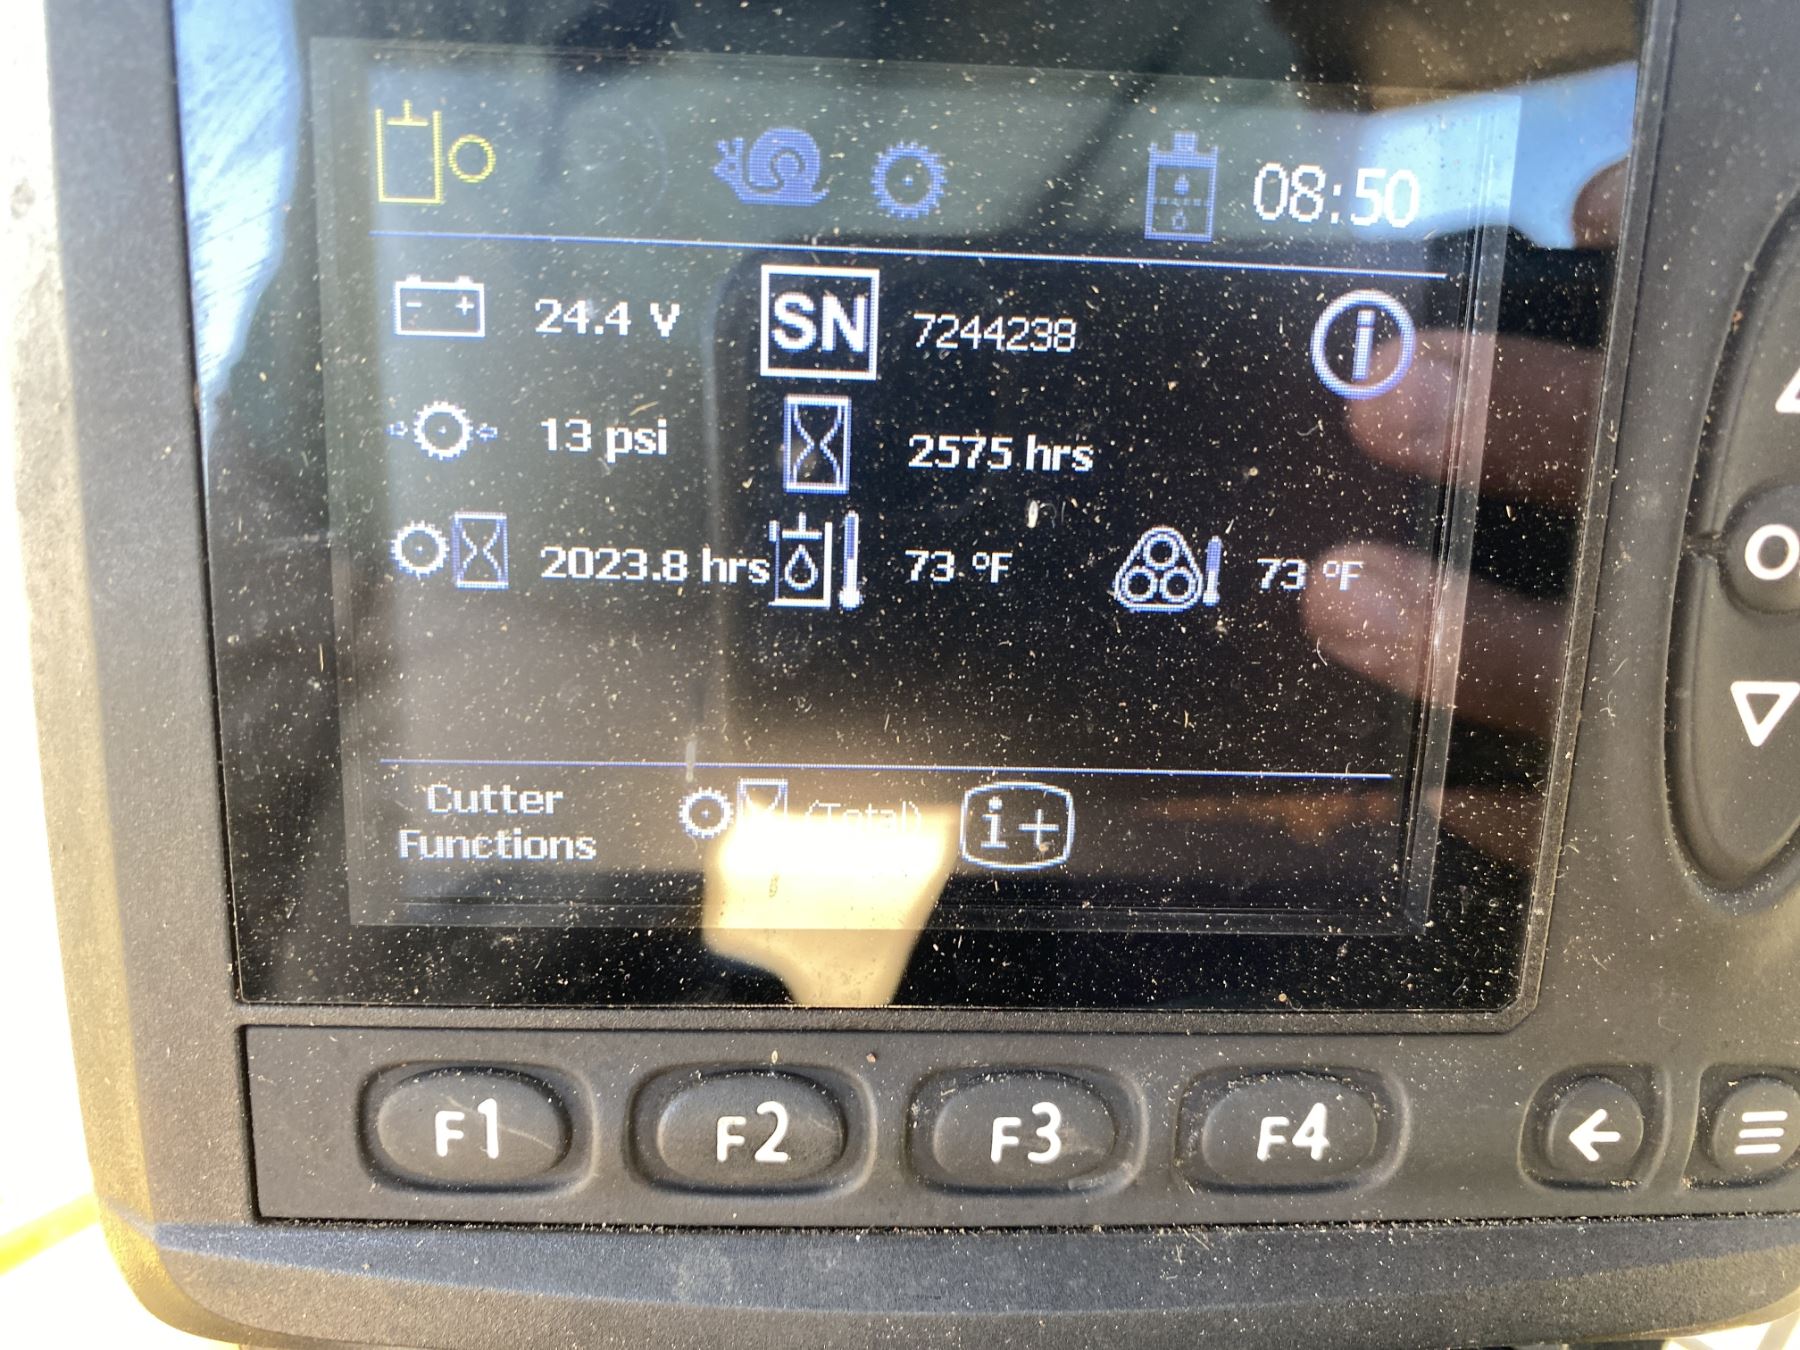 08:50
24.4 V
SN 7244238
13 psi
2575 hrs
2023.8 hrs
73 °F
73 °F
Cutter
Functions
(Total)
i+
F1
F2
F3
F4